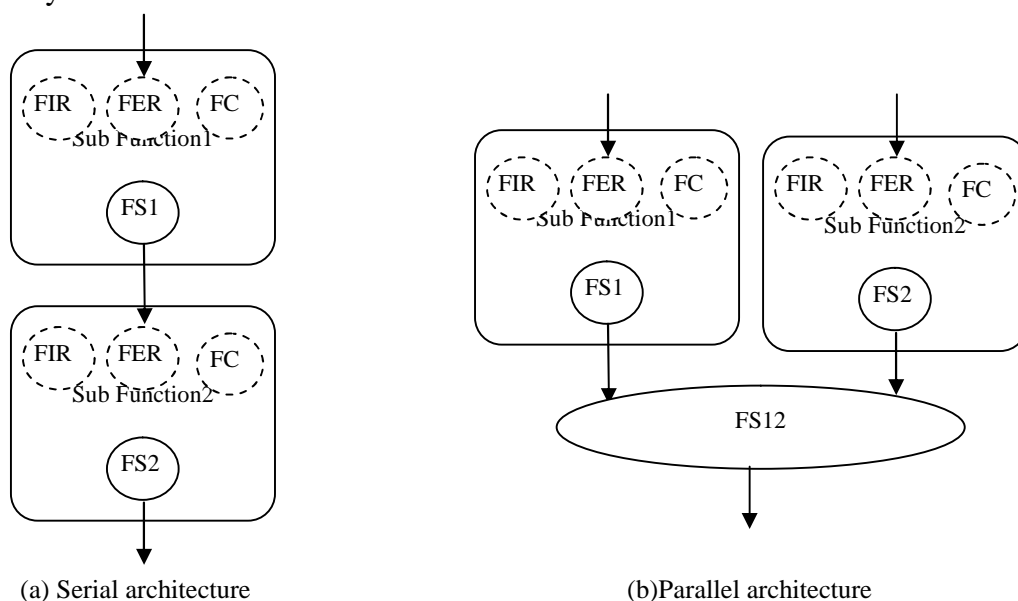 FIR FER FC
Sub Function1
FS1
FIR FER FC
Sub Function2
FS2
(a) Serial architecture
FIR FER FC
Sub Function1
FS1
FIR FER FC
Sub Function2
FS2
FS12
(b)Parallel architecture